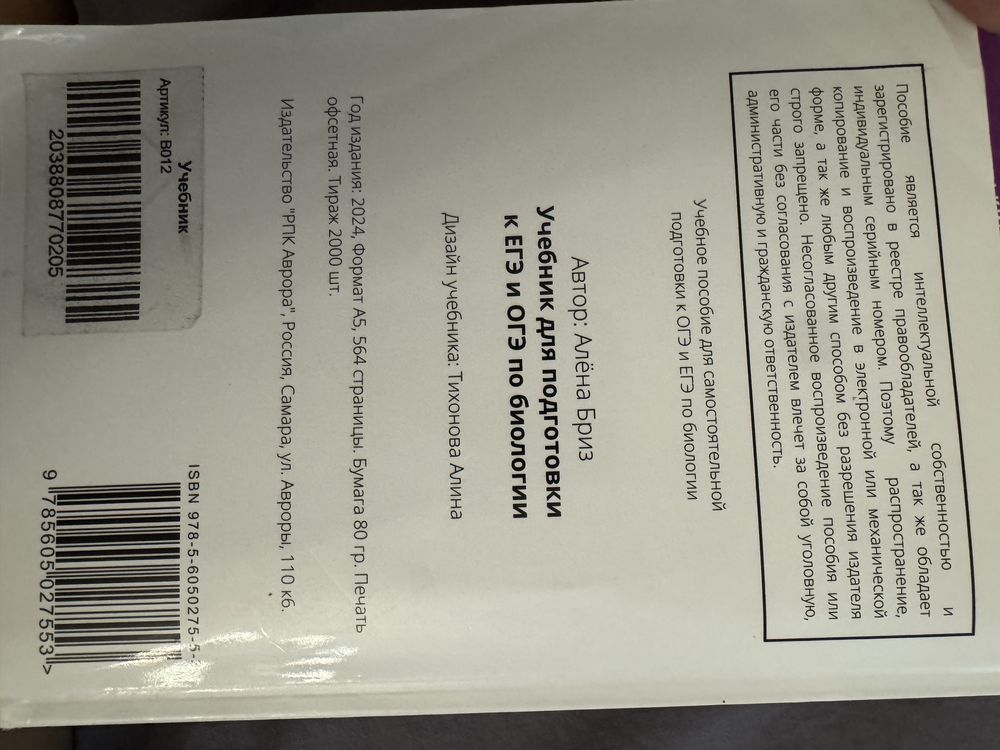 Пособие является интеллектуальной собственностью и
зарегистрировано в реестре правообладателей, а так же обладает
индивидуальным серийным номером. Поэтому распространение,
копирование и воспроизведение в электронной или механической
форме, а так же любым другим способом без разрешения издателя
строго запрещено. Несогласованное воспроизведение пособия или
его части без согласования с издателем влечет за собой уголовную,
административную и гражданскую ответственность.
Учебное пособие для самостоятельной
подготовки к ОГЭ и ЕГЭ по биологии
Автор: Алёна Бриз
Учебник для подготовки
к ЕГЭ и ОГЭ по биологии
Дизайн учебника: Тихонова Алина
Год издания: 2024, Формат А5, 564 страницы. Бумага 80 гр. Печать
офсетная. Тираж 2000 шт.
Издательство "РПК Аврора", Россия, Самара, ул. Авроры, 110 кб.
Учебник
Артикул: B012
2038808770205
ISBN 978-5-6050275-5-
9 785605 027553 >